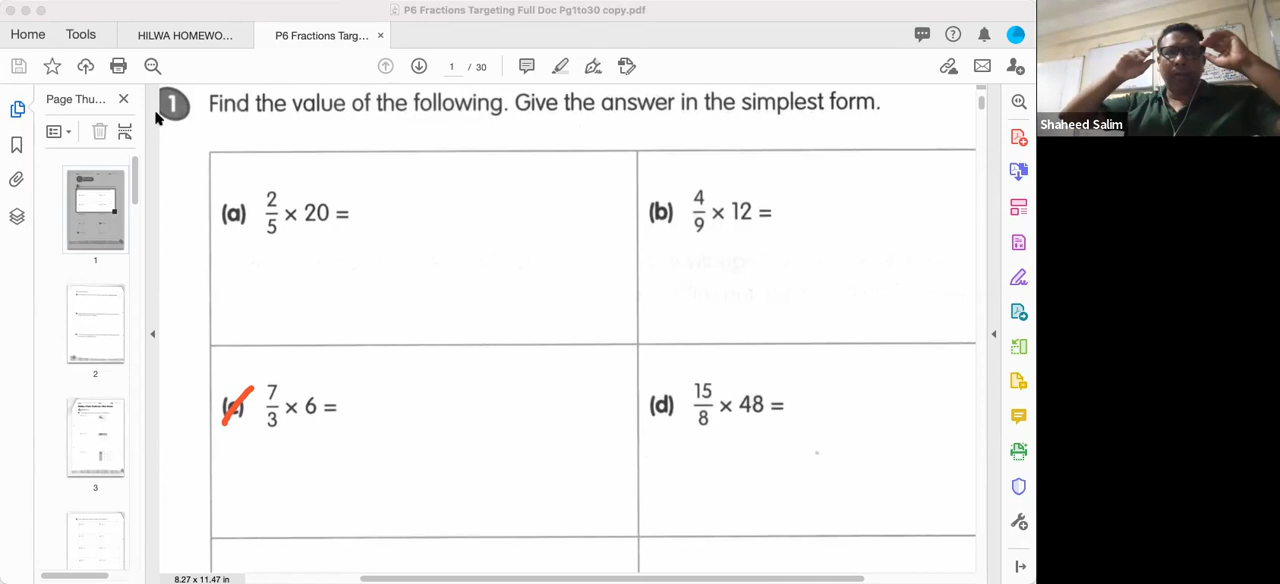 P6 Fractions Targeting Full Doc Pg1to30 copy.pdf
Home Tools HILWA HOMEWO... P6 Fractions Targ... ×
1 / 30
Page Thu...
1 Find the value of the following. Give the answer in the simplest form.
(a) 2/5 × 20 =
(b) 4/9 × 12 =
(c) 7/3 × 6 =
(d) 15/8 × 48 =
1
2
3
8.27 x 11.47 in
Shaheed Salim